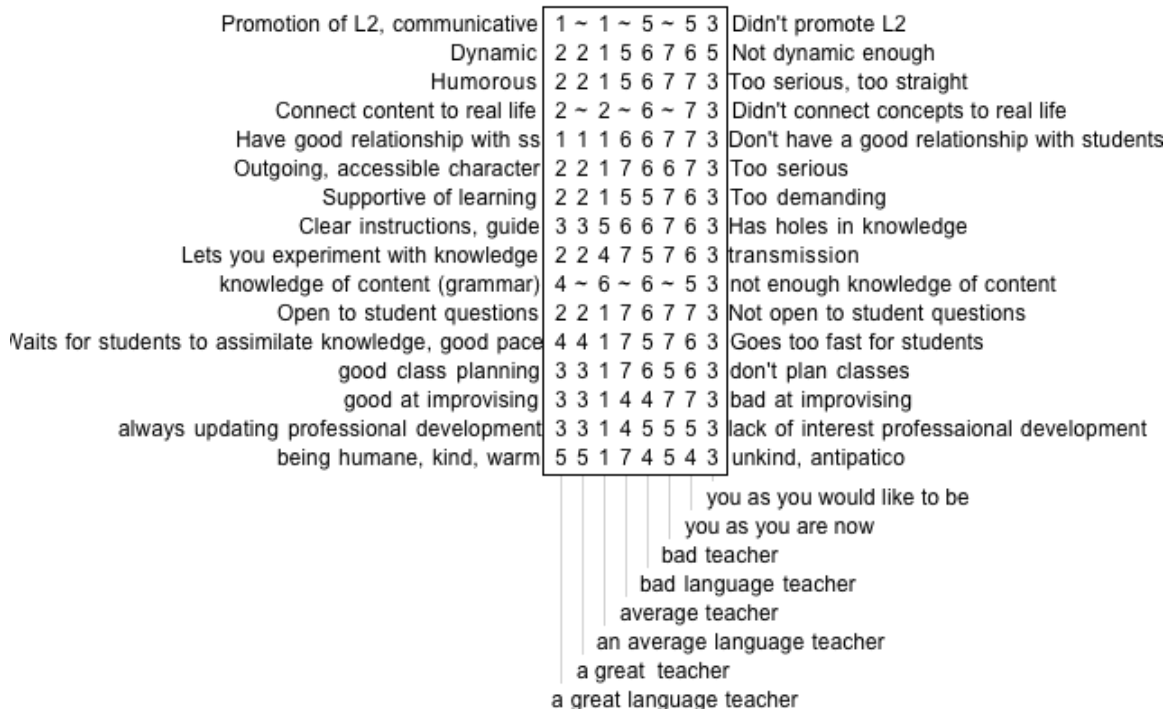 Promotion of L2, communicative 1 ~ 1 ~ 5 ~ 5 3 Didn't promote L2
Dynamic 2 2 1 5 6 7 6 5 Not dynamic enough
Humorous 2 2 1 5 6 7 7 3 Too serious, too straight
Connect content to real life 2 ~ 2 ~ 6 ~ 7 3 Didn't connect concepts to real life
Have good relationship with ss 1 1 1 6 6 7 7 3 Don't have a good relationship with students
Outgoing, accessible character 2 2 1 7 6 6 7 3 Too serious
Supportive of learning 2 2 1 5 5 7 6 3 Too demanding
Clear instructions, guide 3 3 5 6 6 7 6 3 Has holes in knowledge
Lets you experiment with knowledge 2 2 4 7 5 7 6 3 transmission
knowledge of content (grammar) 4 ~ 6 ~ 6 ~ 5 3 not enough knowledge of content
Open to student questions 2 2 1 7 6 7 7 3 Not open to student questions
Waits for students to assimilate knowledge, good pace 4 4 1 7 5 7 6 3 Goes too fast for students
good class planning 3 3 1 7 6 5 6 3 don't plan classes
good at improvising 3 3 1 4 4 7 7 3 bad at improvising
always updating professional development 3 3 1 4 5 5 5 3 lack of interest professaional development
being humane, kind, warm 5 5 1 7 4 5 4 3 unkind, antipatico
you as you would like to be
you as you are now
bad teacher
bad language teacher
average teacher
an average language teacher
a great teacher
a great language teacher